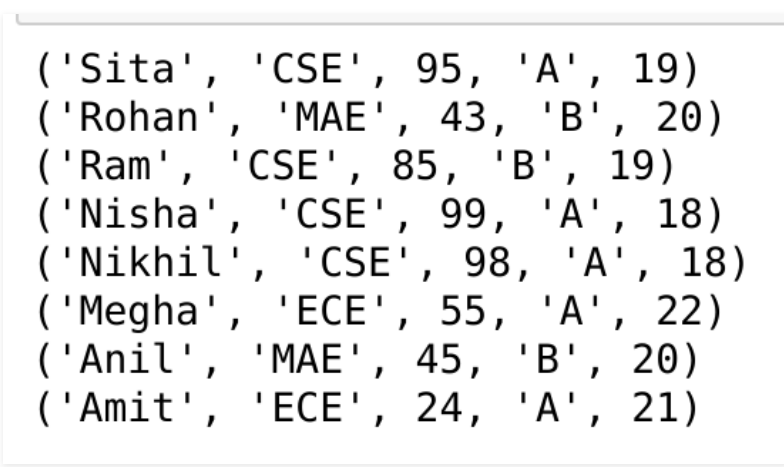 ('Sita', 'CSE', 95, 'A', 19)
('Rohan', 'MAE', 43, 'B', 20)
('Ram', 'CSE', 85, 'B', 19)
('Nisha', 'CSE', 99, 'A', 18)
('Nikhil', 'CSE', 98, 'A', 18)
('Megha', 'ECE', 55, 'A', 22)
('Anil', 'MAE', 45, 'B', 20)
('Amit', 'ECE', 24, 'A', 21)